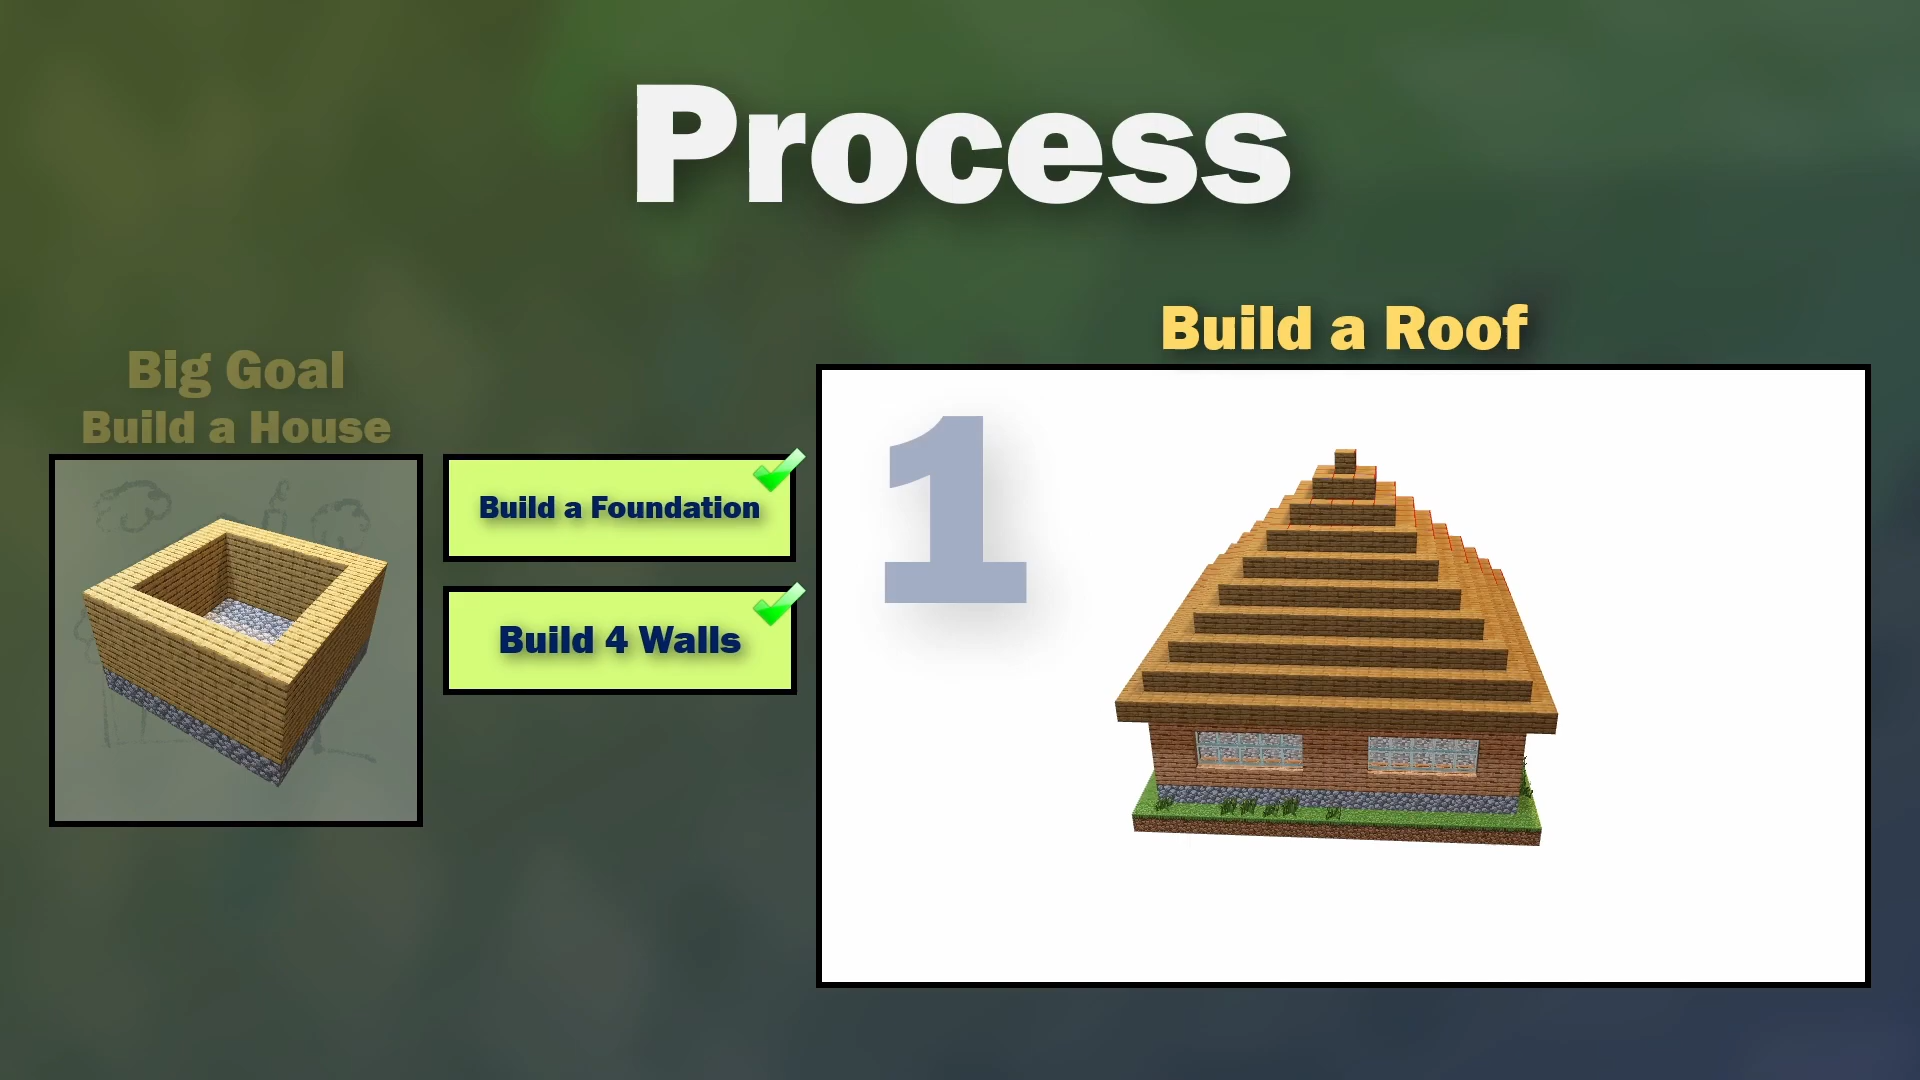 Process
Big Goal
Build a House
Build a Foundation
Build 4 Walls
Build a Roof
1